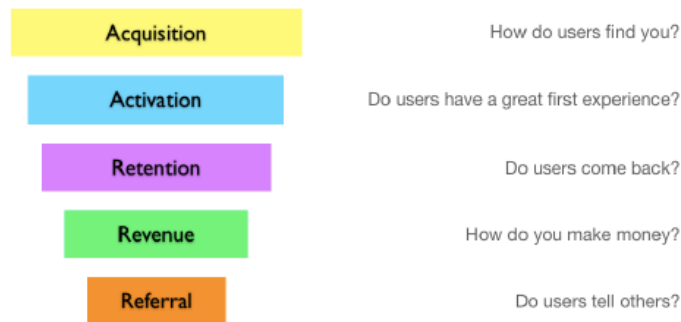 Acquisition How do users find you?
Activation Do users have a great first experience?
Retention Do users come back?
Revenue How do you make money?
Referral Do users tell others?